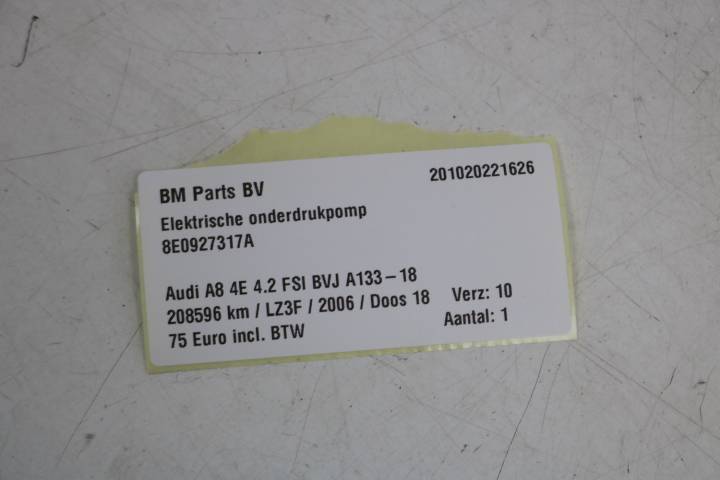 BM Parts BV 201020221626
Elektrische onderdrukpomp
8E0927317A
Audi A8 4E 4.2 FSI BVJ A133-18
208596 km / LZ3F / 2006 / Doos 18 Verz: 10
75 Euro incl. BTW Aantal: 1